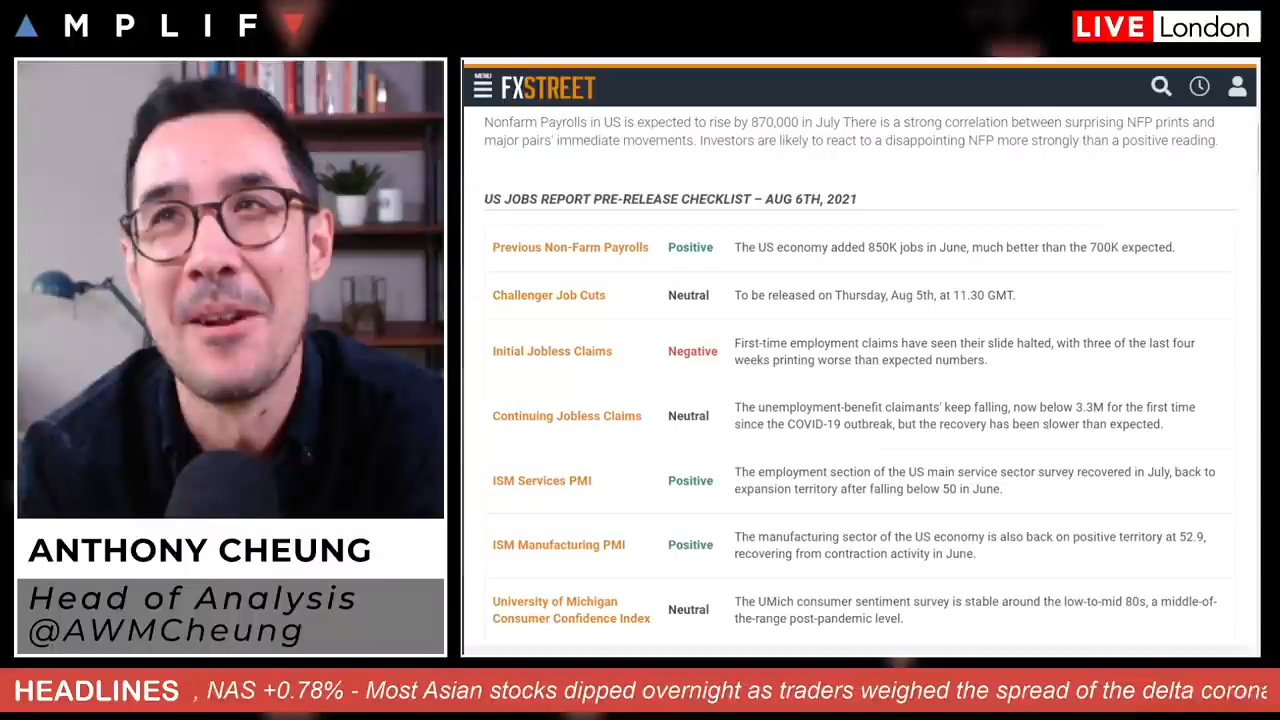 AMPLIFY
LIVE London
MENU
FXSTREET
Nonfarm Payrolls in US is expected to rise by 870,000 in July There is a strong correlation between surprising NFP prints and
major pairs' immediate movements. Investors are likely to react to a disappointing NFP more strongly than a positive reading.
US JOBS REPORT PRE-RELEASE CHECKLIST – AUG 6TH, 2021
Previous Non-Farm Payrolls Positive The US economy added 850K jobs in June, much better than the 700K expected.
Challenger Job Cuts Neutral To be released on Thursday, Aug 5th, at 11.30 GMT.
Initial Jobless Claims Negative First-time employment claims have seen their slide halted, with three of the last four
weeks printing worse than expected numbers.
Continuing Jobless Claims Neutral The unemployment-benefit claimants' keep falling, now below 3.3M for the first time
since the COVID-19 outbreak, but the recovery has been slower than expected.
ISM Services PMI Positive The employment section of the US main service sector survey recovered in July, back to
expansion territory after falling below 50 in June.
ISM Manufacturing PMI Positive The manufacturing sector of the US economy is also back on positive territory at 52.9,
recovering from contraction activity in June.
University of Michigan
Consumer Confidence Index Neutral The UMich consumer sentiment survey is stable around the low-to-mid 80s, a middle-of-
the-range post-pandemic level.
ANTHONY CHEUNG
Head of Analysis
@AWMCheung
HEADLINES , NAS +0.78% - Most Asian stocks dipped overnight as traders weighed the spread of the delta corona